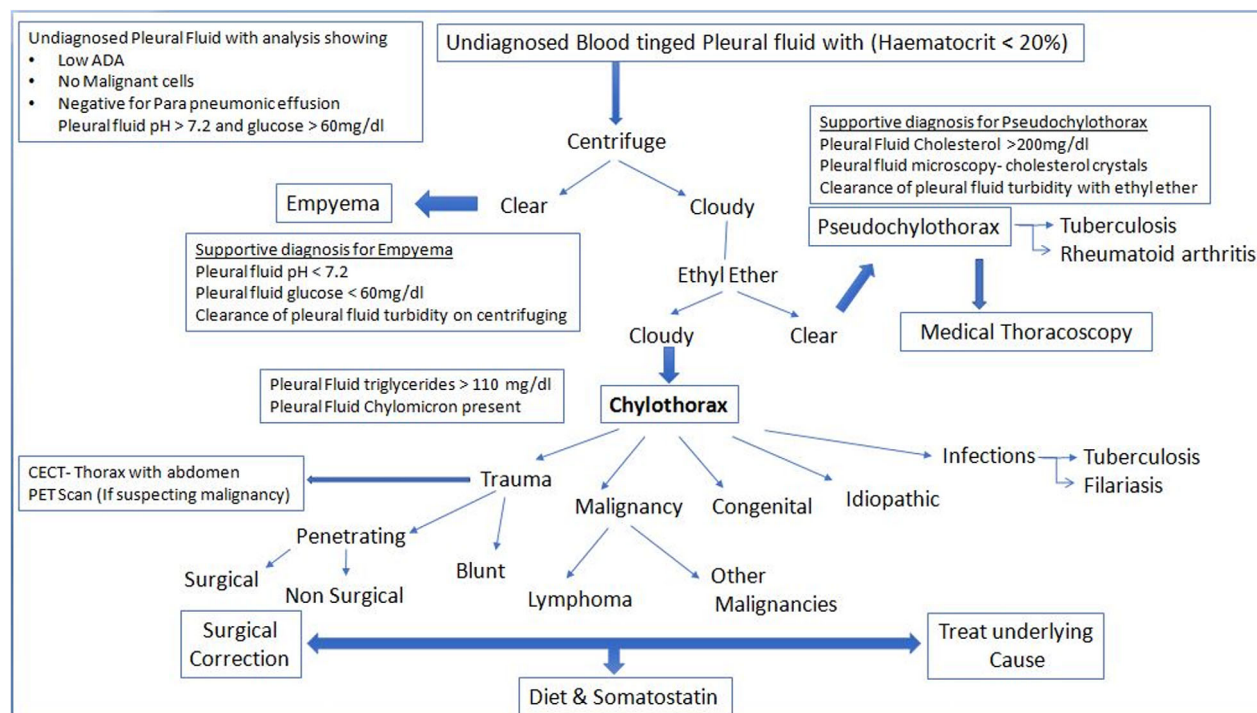 Undiagnosed Pleural Fluid with analysis showing
• Low ADA
• No Malignant cells
• Negative for Para pneumonic effusion
Pleural fluid pH > 7.2 and glucose > 60mg/dl
Undiagnosed Blood tinged Pleural fluid with (Haematocrit < 20%)
Centrifuge
Supportive diagnosis for Pseudochylothorax
Pleural Fluid Cholesterol >200mg/dl
Pleural fluid microscopy- cholesterol crystals
Clearance of pleural fluid turbidity with ethyl ether
Empyema
Clear
Cloudy
Pseudochylothorax
Tuberculosis
Rheumatoid arthritis
Supportive diagnosis for Empyema
Pleural fluid pH < 7.2
Pleural fluid glucose < 60mg/dl
Clearance of pleural fluid turbidity on centrifuging
Ethyl Ether
Cloudy
Clear
Medical Thoracoscopy
Pleural Fluid triglycerides > 110 mg/dl
Pleural Fluid Chylomicron present
Chylothorax
CECT- Thorax with abdomen
PET Scan (If suspecting malignancy)
Trauma
Malignancy
Congenital
Idiopathic
Infections
Tuberculosis
Filariasis
Penetrating
Surgical
Non Surgical
Blunt
Lymphoma
Other
Malignancies
Surgical
Correction
Treat underlying
Cause
Diet & Somatostatin